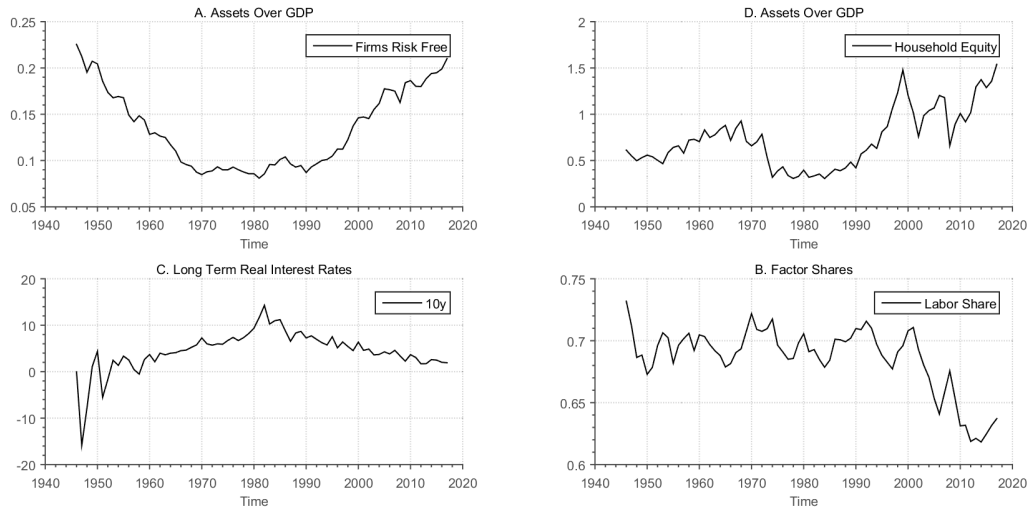 A. Assets Over GDP
0.25
0.2
0.15
0.1
0.05
Firms Risk Free
1940 1950 1960 1970 1980 1990 2000 2010 2020
Time
D. Assets Over GDP
2
1.5
1
0.5
0
Household Equity
1940 1950 1960 1970 1980 1990 2000 2010 2020
Time
C. Long Term Real Interest Rates
20
10
0
-10
-20
10y
1940 1950 1960 1970 1980 1990 2000 2010 2020
Time
B. Factor Shares
0.75
0.7
0.65
0.6
Labor Share
1940 1950 1960 1970 1980 1990 2000 2010 2020
Time